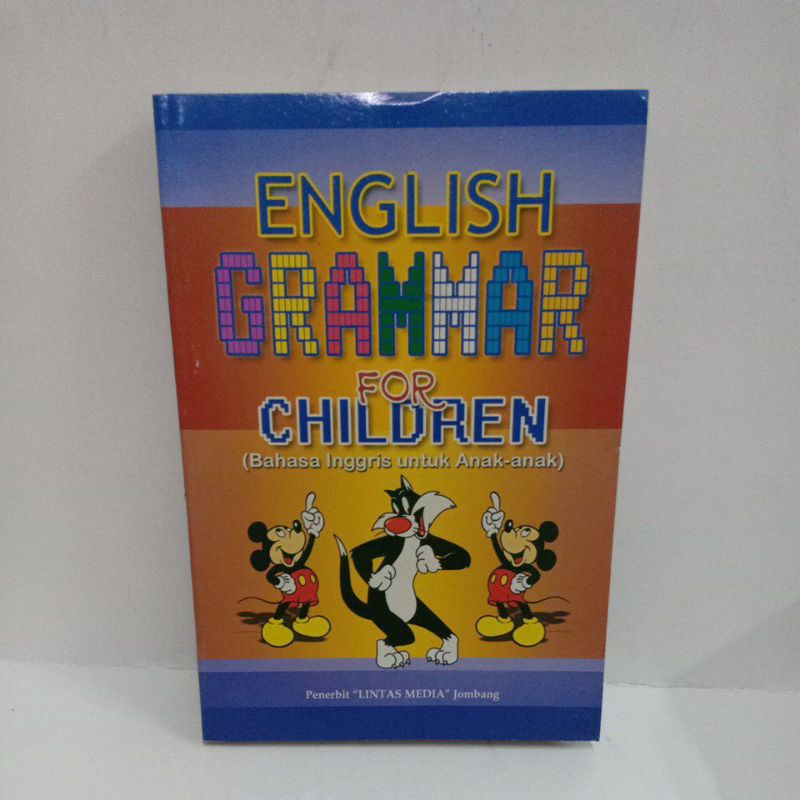 ENGLISH
GRAMMAR
FOR
CHILDREN
(Bahasa Inggris untuk Anak-anak)
Penerbit "LINTAS MEDIA" Jombang